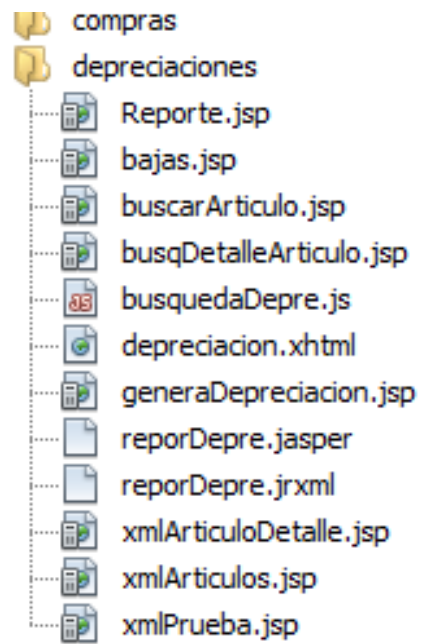 compras
depreciaciones
Reporte.jsp
bajas.jsp
buscarArticulo.jsp
busqDetalleArticulo.jsp
JS busquedaDepre.js
depreciacion.xhtml
generaDepreciacion.jsp
reporDepre.jasper
reporDepre.jrxml
xmlArticuloDetalle.jsp
xmlArticulos.jsp
xmlPrueba.jsp